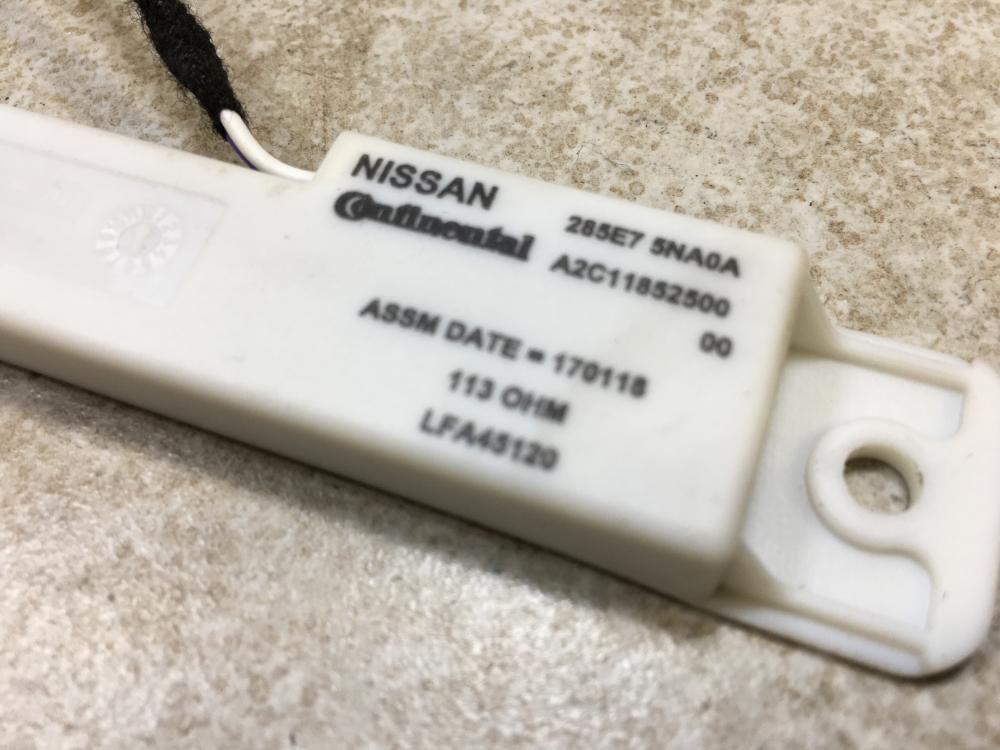 NISSAN
Continental
285E7 5NA0A
A2C11852500
00
ASSM DATE = 170118
113 OHM
LFA45120